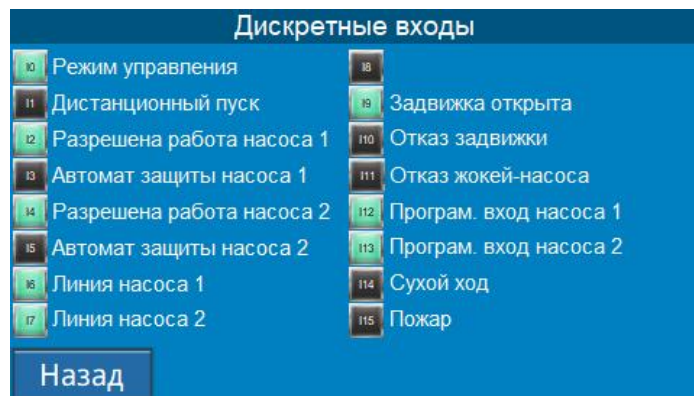 Дискретные входы
I0 Режим управления
I1 Дистанционный пуск
I2 Разрешена работа насоса 1
I3 Автомат защиты насоса 1
I4 Разрешена работа насоса 2
I5 Автомат защиты насоса 2
I6 Линия насоса 1
I7 Линия насоса 2
I8
I9 Задвижка открыта
I10 Отказ задвижки
I11 Отказ жокей-насоса
I12 Програм. вход насоса 1
I13 Програм. вход насоса 2
I14 Сухой ход
I15 Пожар
Назад